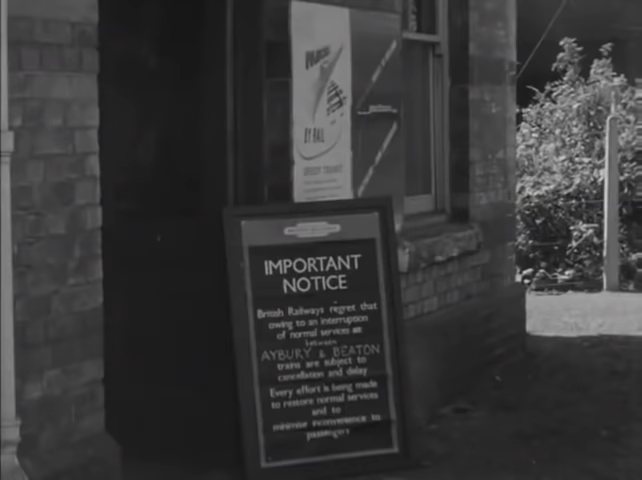 BY RAIL
IMPORTANT
NOTICE
British Railways regret that
owing to an interruption
of normal services
between
AYBURY & BEATON
trains are subject to
cancellation and delay
Every effort is being made
to restore normal services
and to
minimise inconvenience to
passengers